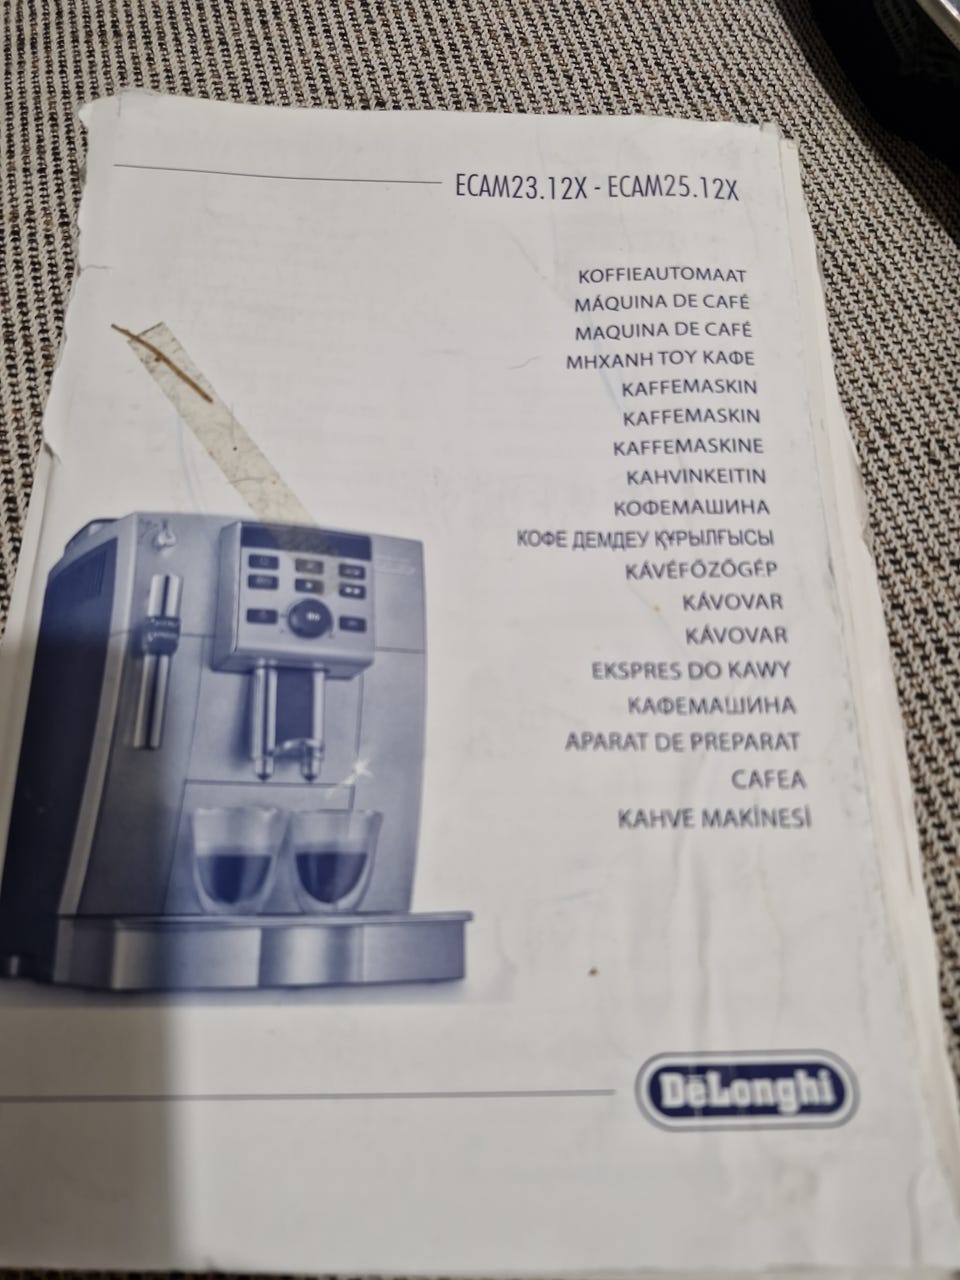 ECAM23.12X - ECAM25.12X
KOFFIEAUTOMAAT
MÁQUINA DE CAFÉ
MAQUINA DE CAFÉ
ΜΗΧΑΝΗ ΤΟΥ ΚΑΦΕ
KAFFEMASKIN
KAFFEMASKIN
KAFFEMASKINE
KAHVINKEITIN
КОФЕМАШИНА
КОФЕ ДЕМДЕУ ҚҰРЫЛҒЫСЫ
KÁVÉFŐZŐGÉP
KÁVOVAR
KÁVOVAR
EKSPRES DO KAWY
КАФЕМАШИНА
APARAT DE PREPARAT
CAFEA
KAHVE MAKİNESİ
DeLonghi